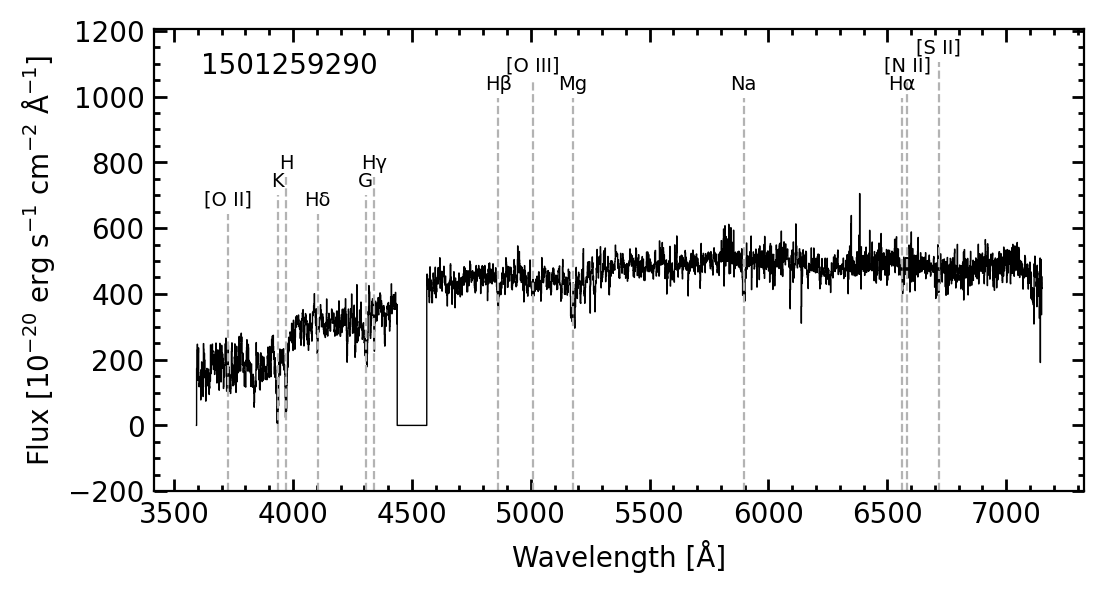 1501259290
[S II]
[O III] [N II]
Hβ Mg Na Hα
H Hγ
K G
[O II] Hδ
1200
1000
800
600
400
200
0
−200
Flux [10⁻²⁰ erg s⁻¹ cm⁻² Å⁻¹]
3500 4000 4500 5000 5500 6000 6500 7000
Wavelength [Å]